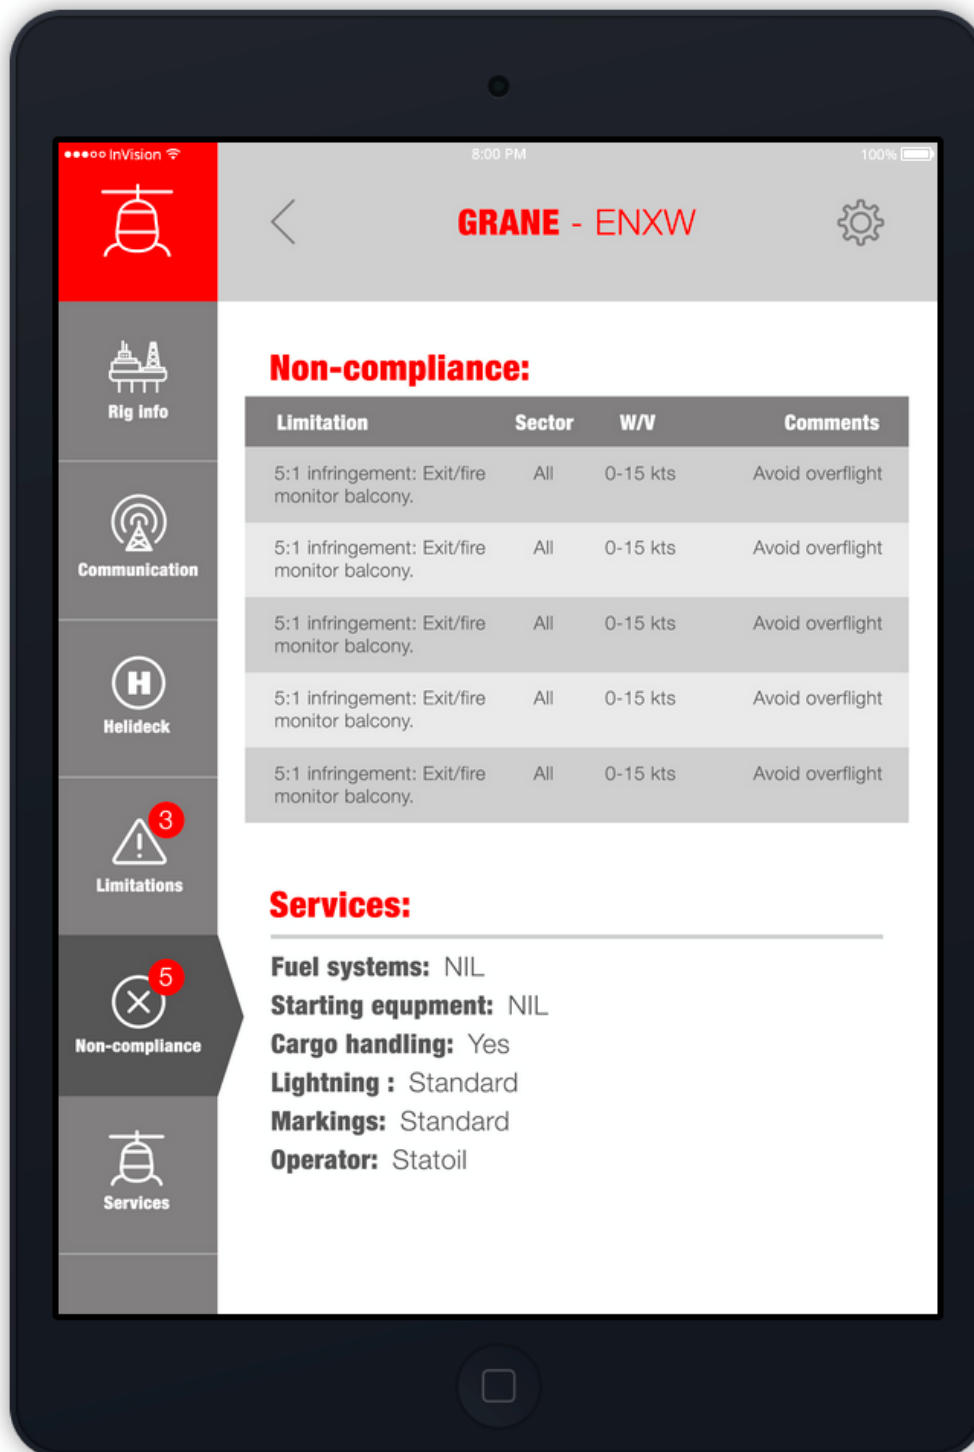 InVision 8:00 PM 100%
GRANE - ENXW
Rig info
Communication
H
Helideck
3
Limitations
5
Non-compliance
Services
Non-compliance:
Limitation Sector W/V Comments
5:1 infringement: Exit/fire All 0-15 kts Avoid overflight
monitor balcony.
5:1 infringement: Exit/fire All 0-15 kts Avoid overflight
monitor balcony.
5:1 infringement: Exit/fire All 0-15 kts Avoid overflight
monitor balcony.
5:1 infringement: Exit/fire All 0-15 kts Avoid overflight
monitor balcony.
5:1 infringement: Exit/fire All 0-15 kts Avoid overflight
monitor balcony.
Services:
Fuel systems: NIL
Starting equpment: NIL
Cargo handling: Yes
Lightning : Standard
Markings: Standard
Operator: Statoil